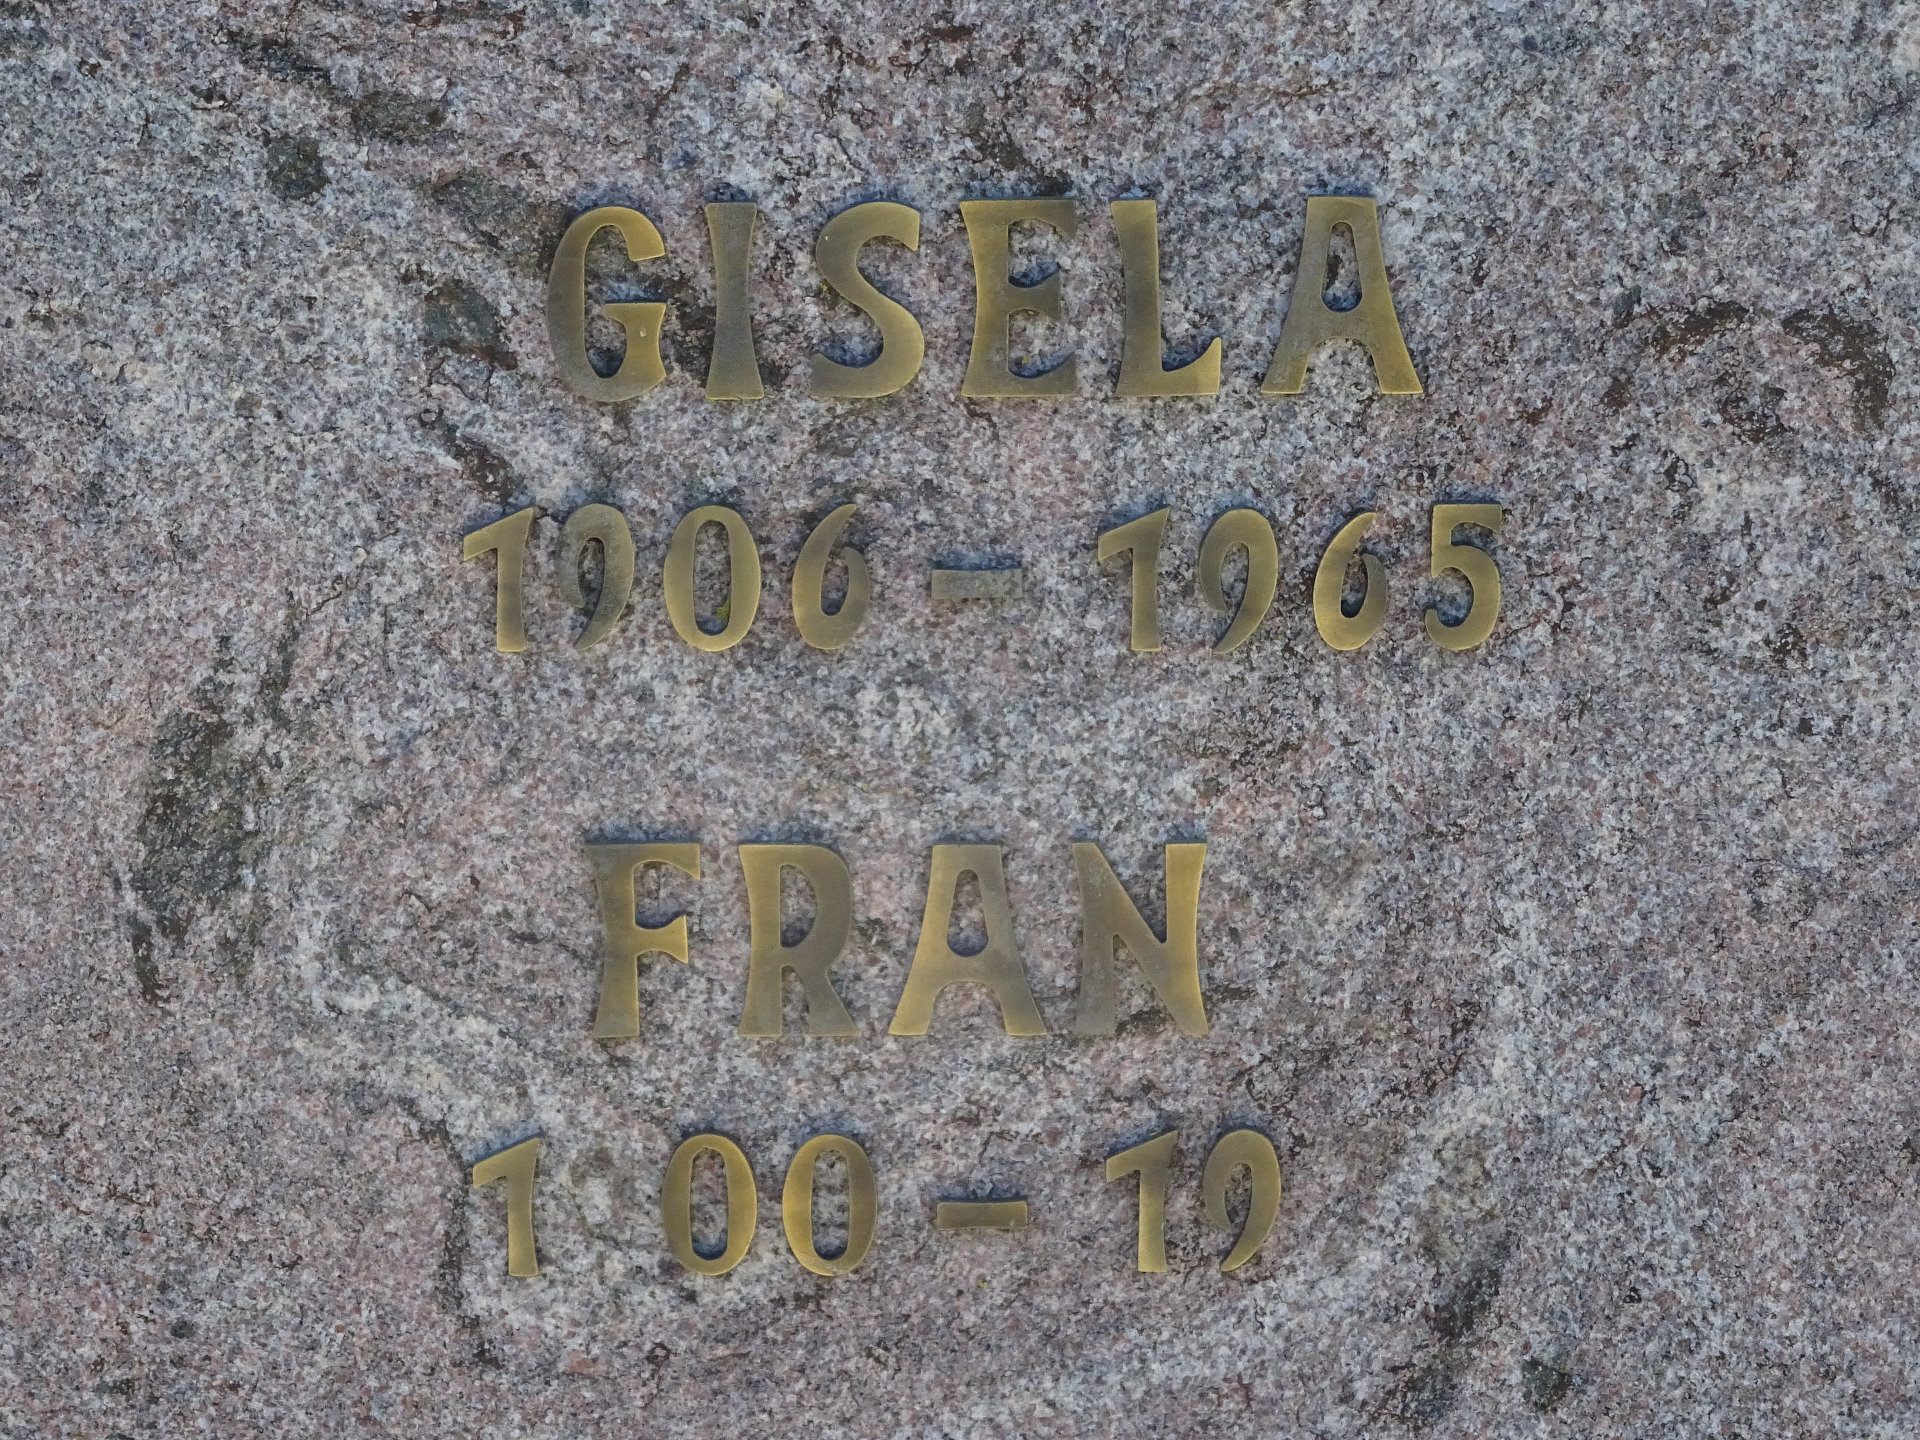 GISELA
1906 – 1965
FRAN
1 00 – 19